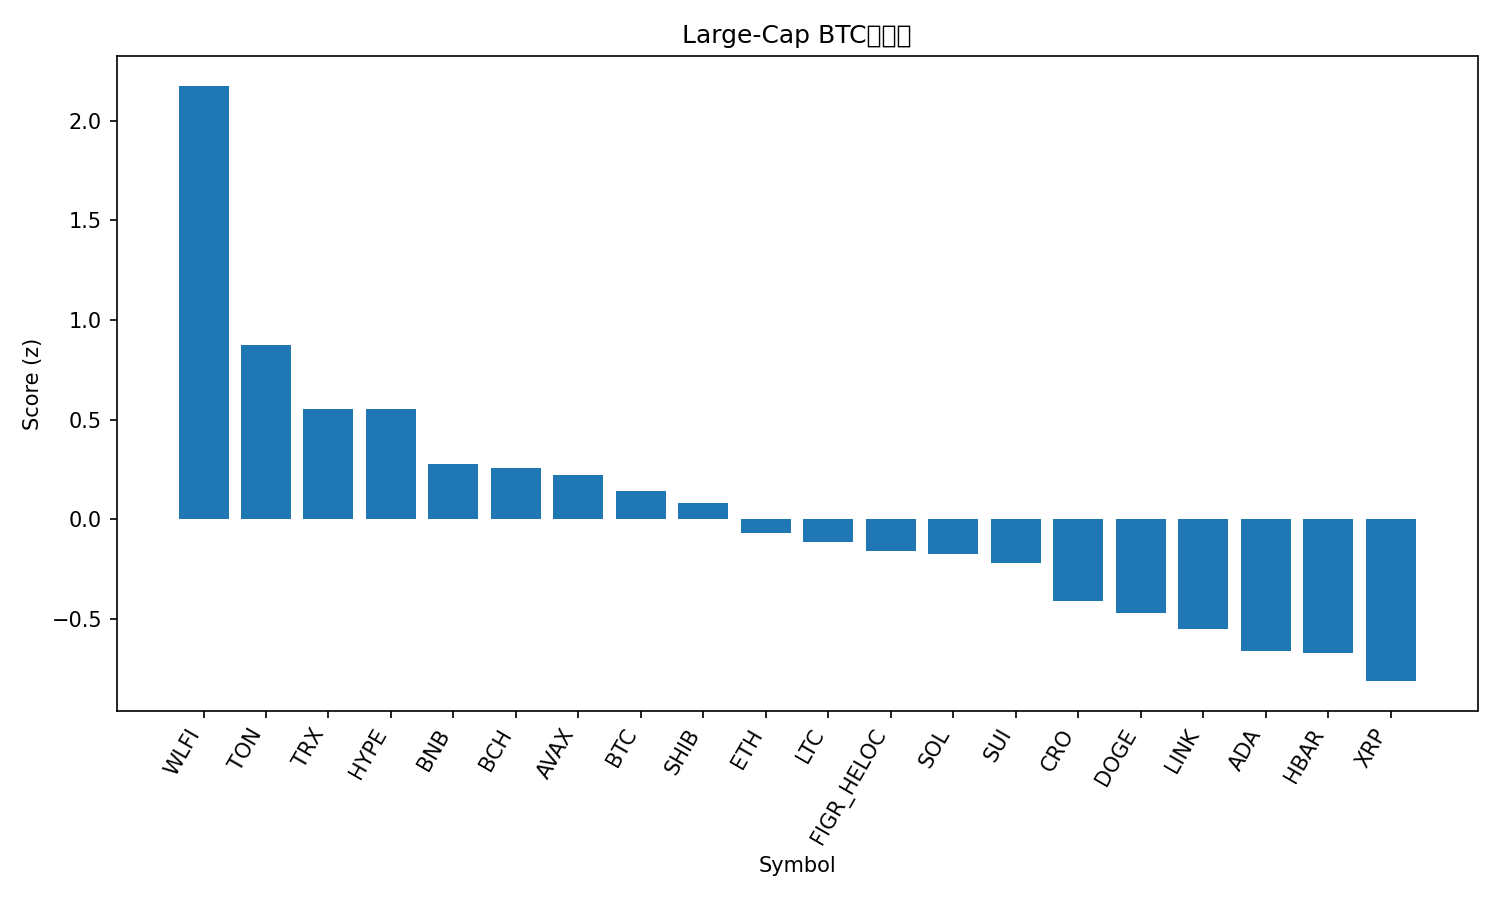 Large-Cap BTC
Score (z)
2.0
1.5
1.0
0.5
0.0
−0.5
WLFI
TON
TRX
HYPE
BNB
BCH
AVAX
BTC
SHIB
ETH
LTC
FIGR_HELOC
SOL
SUI
CRO
DOGE
LINK
ADA
HBAR
XRP
Symbol